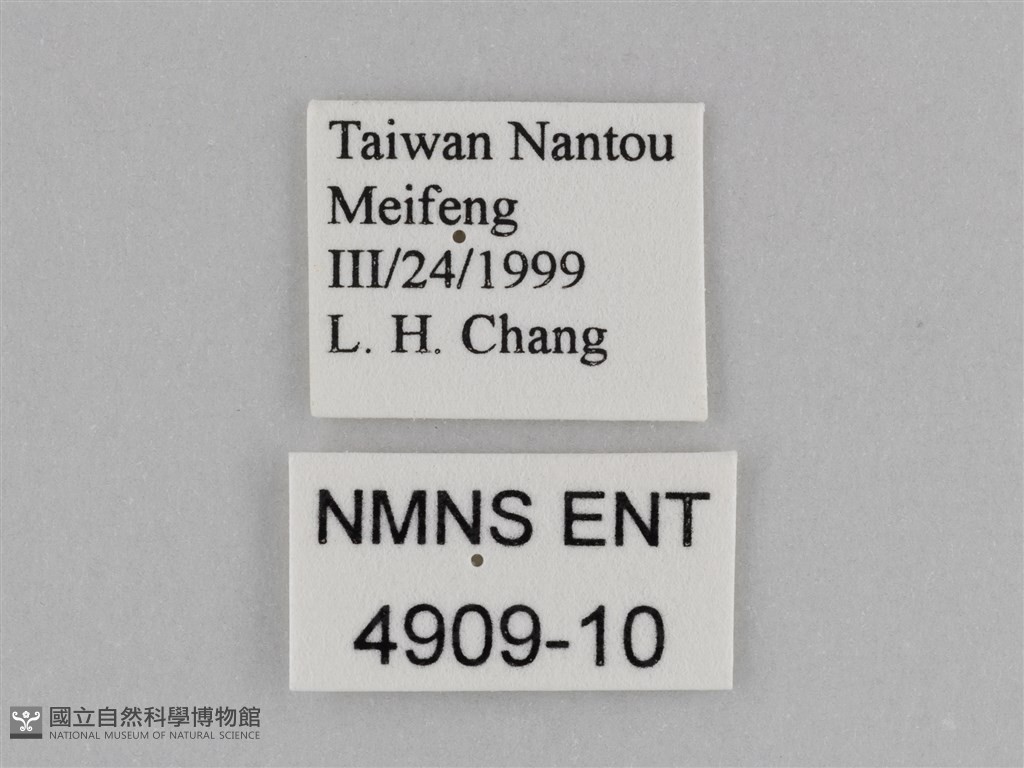 Taiwan Nantou
Meifeng
III/24/1999
L. H. Chang
NMNS ENT
4909-10
國立自然科學博物館
NATIONAL MUSEUM OF NATURAL SCIENCE